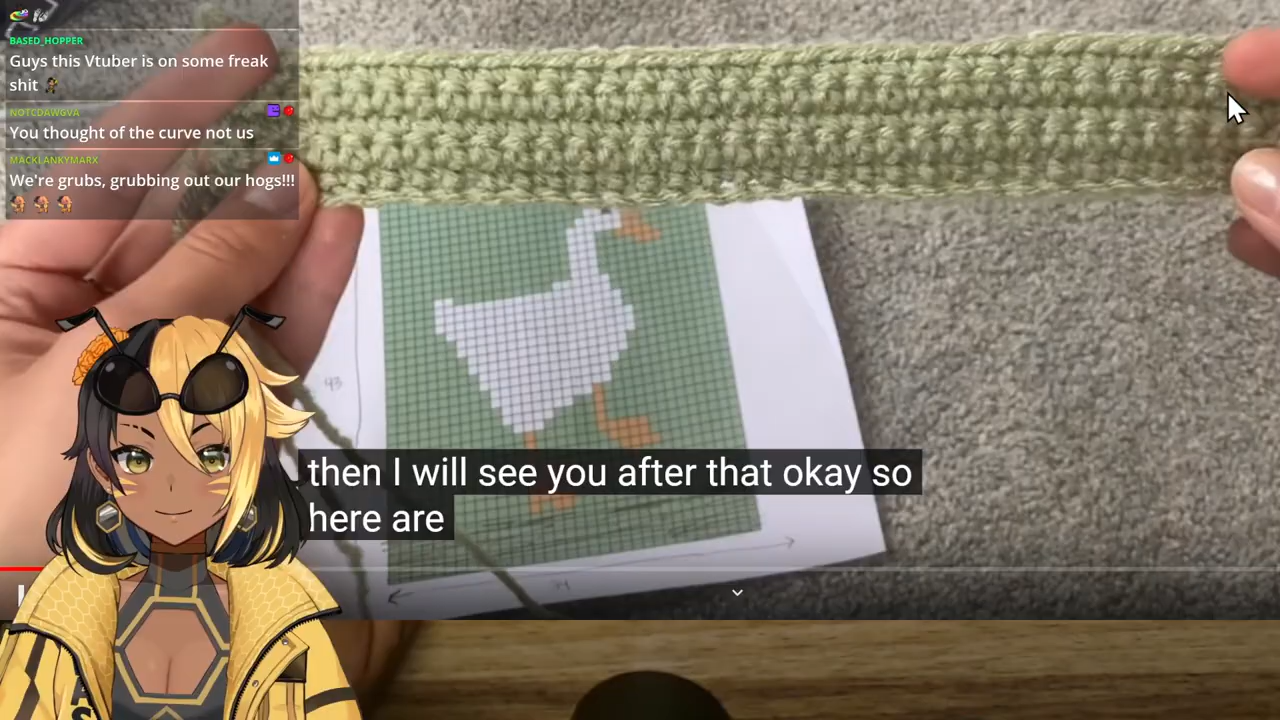 BASED_HOPPER
Guys this Vtuber is on some freak
shit
NOTCDAWGVA
You thought of the curve not us
MACKLANKYMARX
We're grubs, grubbing out our hogs!!!
43
then I will see you after that okay so
here are